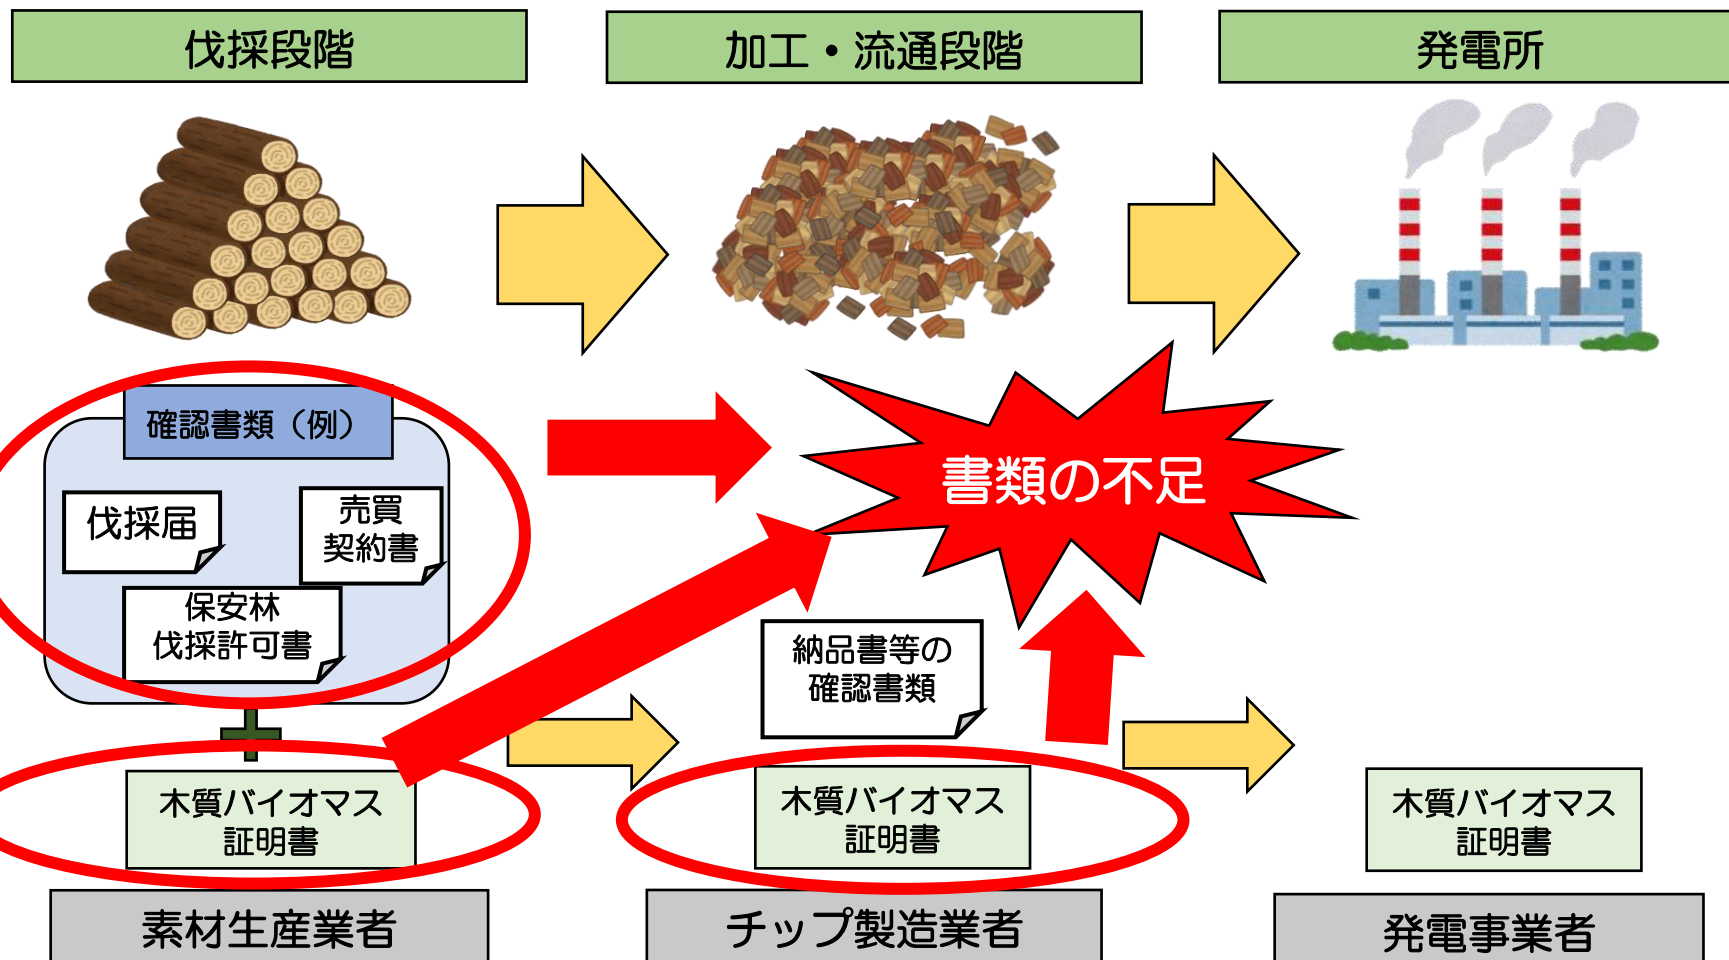 伐採段階
加工・流通段階
発電所
確認書類（例）
伐採届
売買
契約書
保安林
伐採許可書
書類の不足
納品書等の
確認書類
木質バイオマス
証明書
木質バイオマス
証明書
木質バイオマス
証明書
素材生産業者
チップ製造業者
発電事業者